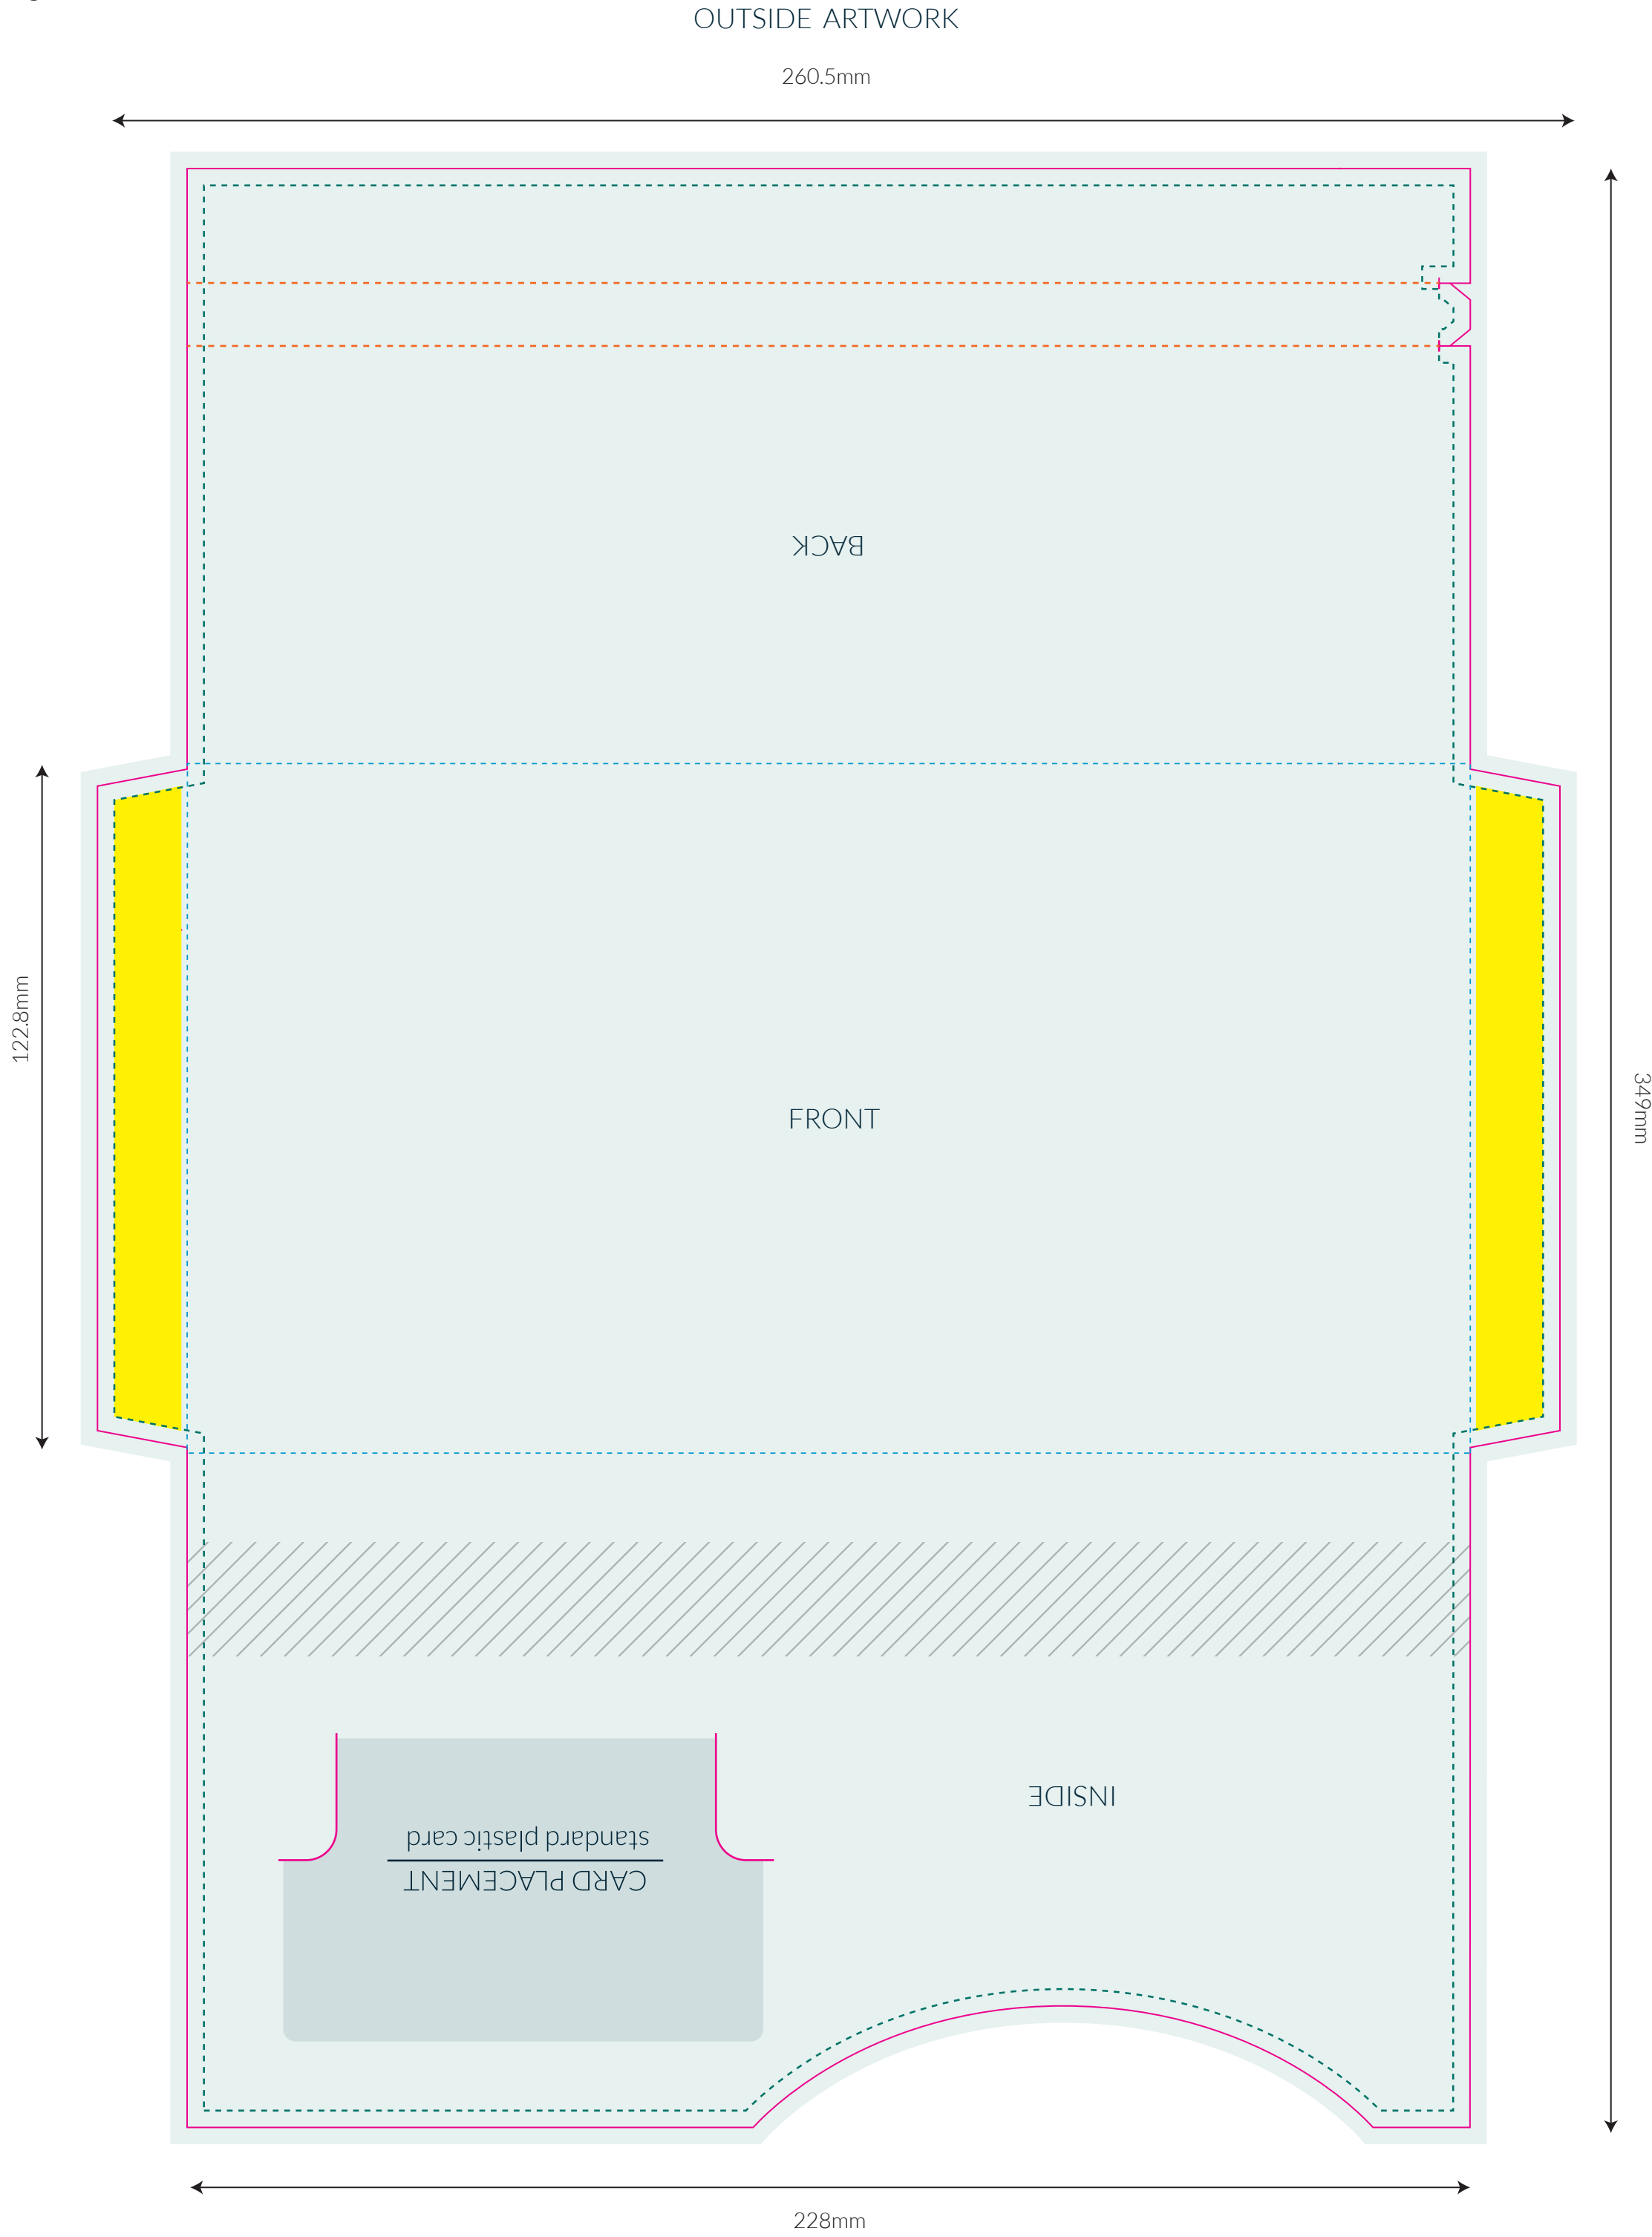 OUTSIDE ARTWORK
260.5mm
BACK
122.8mm
FRONT
349mm
INSIDE
CARD PLACEMENT
standard plastic card
228mm